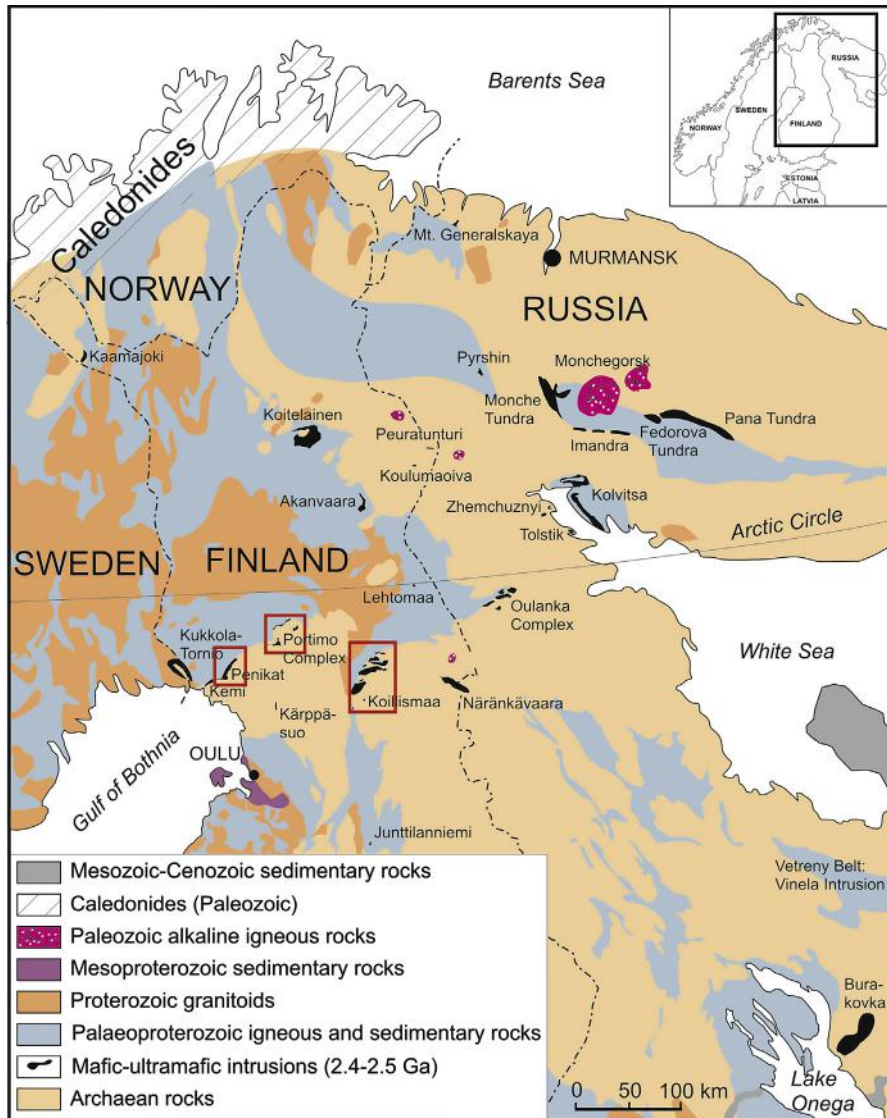 Barents Sea
RUSSIA
SWEDEN
NORWAY
FINLAND
ESTONIA
LATVIA
Caledonides
NORWAY
Mt. Generalskaya
MURMANSK
RUSSIA
Kaamajoki
Pyrshin
Monchegorsk
Monche
Tundra
Koitelainen
Peuratunturi
Imandra
Fedorova
Tundra
Pana Tundra
Koulumaoiva
Akanvaara
Zhemchuznyi
Kolvitsa
Tolstik
Arctic Circle
SWEDEN
FINLAND
Lehtomaa
Oulanka
Complex
Kukkola-
Tornio
Portimo
Complex
White Sea
Penikat
Kemi
Koillismaa
Näränkävaara
Kärppä-
suo
Gulf of Bothnia
OULU
Junttilanniemi
Vetreny Belt:
Vinela Intrusion
Bura-
kovka
Lake
Onega
Mesozoic-Cenozoic sedimentary rocks
Caledonides (Paleozoic)
Paleozoic alkaline igneous rocks
Mesoproterozoic sedimentary rocks
Proterozoic granitoids
Palaeoproterozoic igneous and sedimentary rocks
Mafic-ultramafic intrusions (2.4-2.5 Ga)
Archaean rocks
0 50 100 km